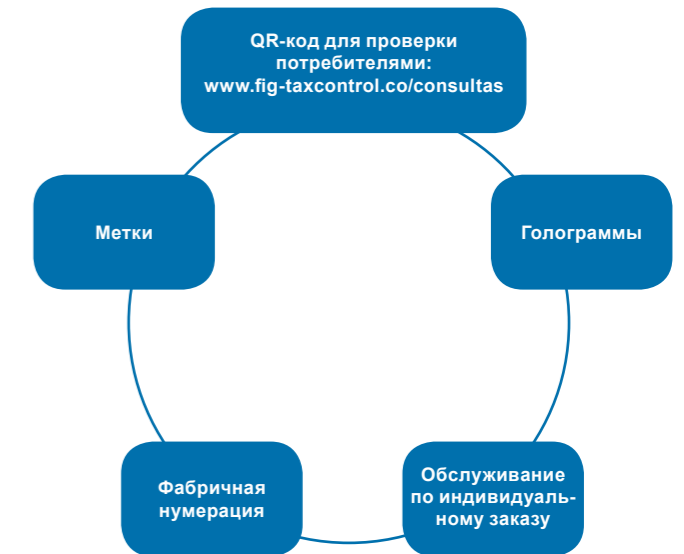 QR-код для проверки
потребителями:
www.fig-taxcontrol.co/consultas
Метки
Голограммы
Фабричная
нумерация
Обслуживание
по индивидуаль-
ному заказу